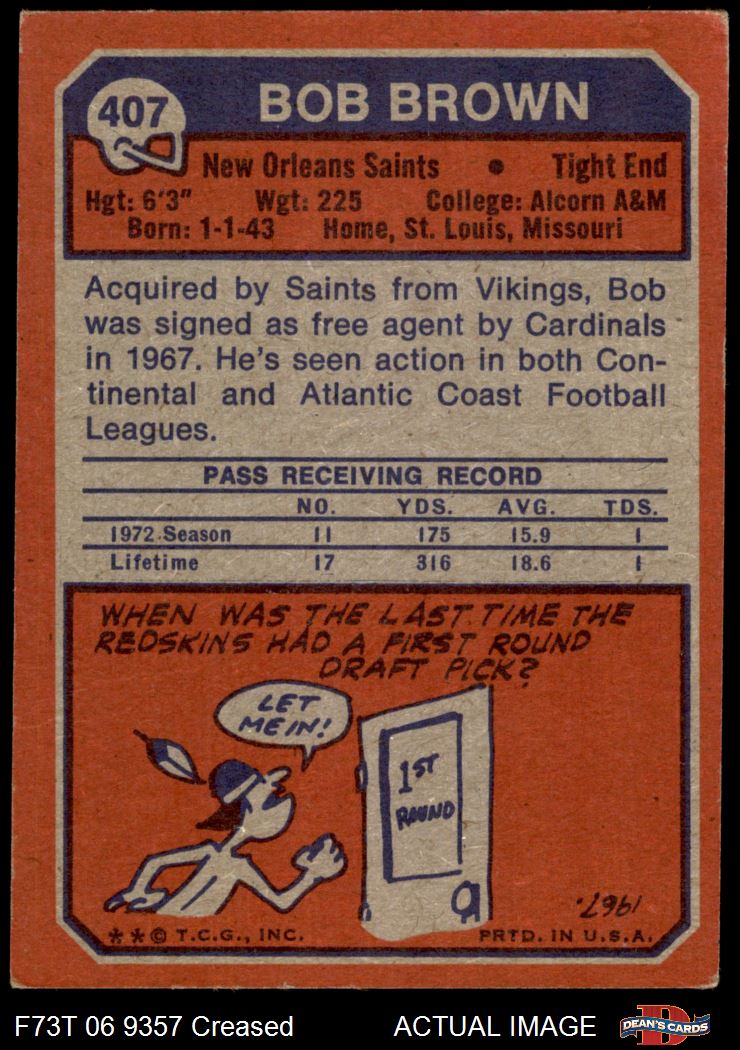 407
BOB BROWN
New Orleans Saints • Tight End
Hgt: 6'3" Wgt: 225 College: Alcorn A&M
Born: 1-1-43 Home, St. Louis, Missouri
Acquired by Saints from Vikings, Bob
was signed as free agent by Cardinals
in 1967. He's seen action in both Con-
tinental and Atlantic Coast Football
Leagues.
PASS RECEIVING RECORD
NO. YDS. AVG. TDS.
1972 Season 11 175 15.9 1
Lifetime 17 316 18.6 1
WHEN WAS THE LAST TIME THE
REDSKINS HAD A FIRST ROUND
DRAFT PICK?
LET
ME IN!
1ST
ROUND
1967.
**© T.C.G., INC. PRTD. IN U.S.A.
F73T 06 9357 Creased ACTUAL IMAGE
D
DEAN'S CARDS